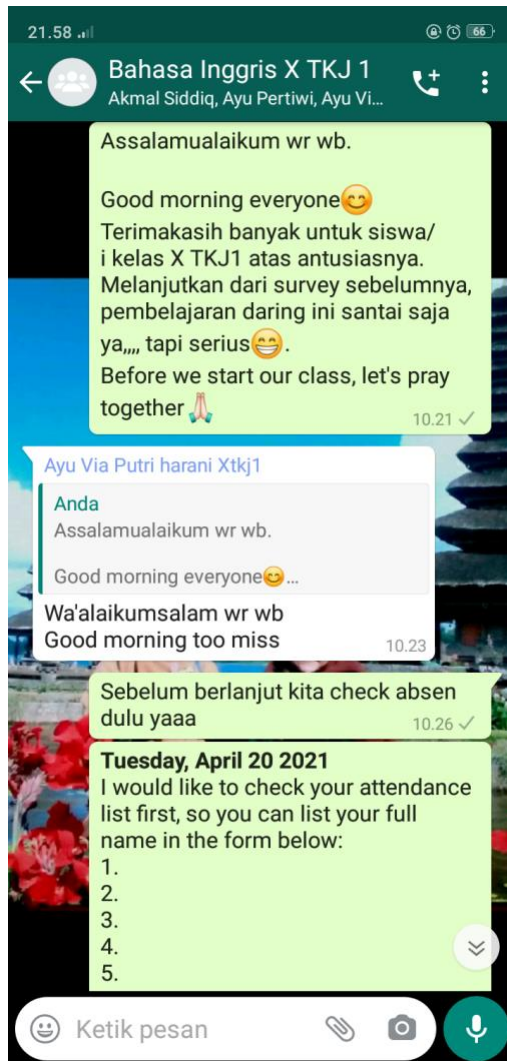 21.58
66
Bahasa Inggris X TKJ 1
Akmal Siddiq, Ayu Pertiwi, Ayu Vi...
Assalamualaikum wr wb.
Good morning everyone😊
Terimakasih banyak untuk siswa/
i kelas X TKJ1 atas antusiasnya.
Melanjutkan dari survey sebelumnya,
pembelajaran daring ini santai saja
ya,,,, tapi serius😁.
Before we start our class, let's pray
together🙏🏻
10.21
Ayu Via Putri harani Xtkj1
Anda
Assalamualaikum wr wb.
Good morning everyone😊...
Wa'alaikumsalam wr wb
Good morning too miss
10.23
Sebelum berlanjut kita check absen
dulu yaaa
10.26
Tuesday, April 20 2021
I would like to check your attendance
list first, so you can list your full
name in the form below:
1.
2.
3.
4.
5.
Ketik pesan